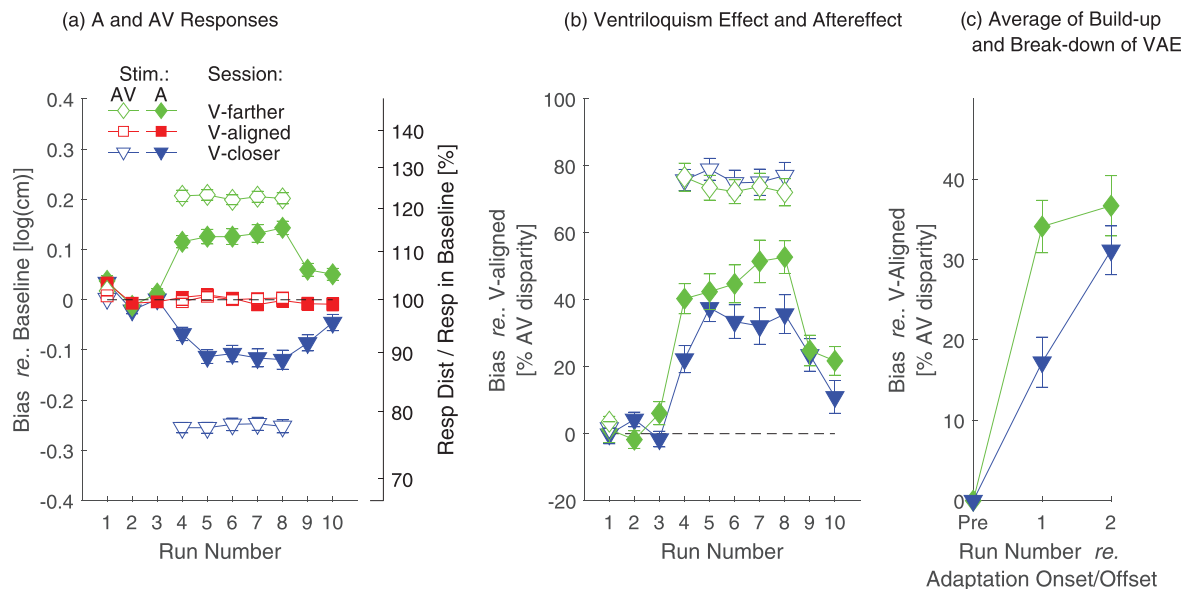 (a) A and AV Responses
Stim.:
Session:
AV
A
V-farther
V-aligned
V-closer
Bias re.. Baseline [log(cm)]
0.4
0.3
0.2
0.1
0
-0.1
-0.2
-0.3
-0.4
1 2 3 4 5 6 7 8 9 10
Run Number
140
130
120
110
100
90
80
70
Resp Dist / Resp in Baseline [%]
(b) Ventriloquism Effect and Aftereffect
Bias re.. V-aligned
[% AV disparity]
100
80
60
40
20
0
-20
1 2 3 4 5 6 7 8 9 10
Run Number
(c) Average of Build-up
and Break-down of VAE
Bias re.. V-Aligned
[% AV disparity]
40
30
20
10
0
Pre 1 2
Run Number re.
Adaptation Onset/Offset